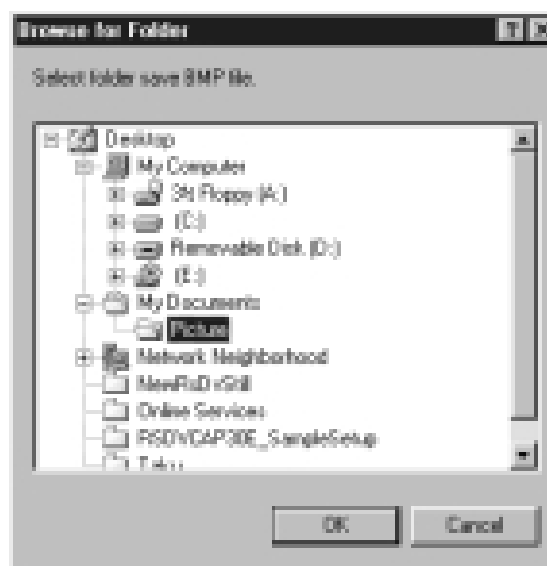 Browse for Folder
Select folder save BMP file.
Desktop
My Computer
3½ Floppy (A:)
(C:)
Removable Disk (D:)
(E:)
My Documents
Picture
Network Neighborhood
Online Services
RSDVCAP30E_SampleSetup
OK
Cancel